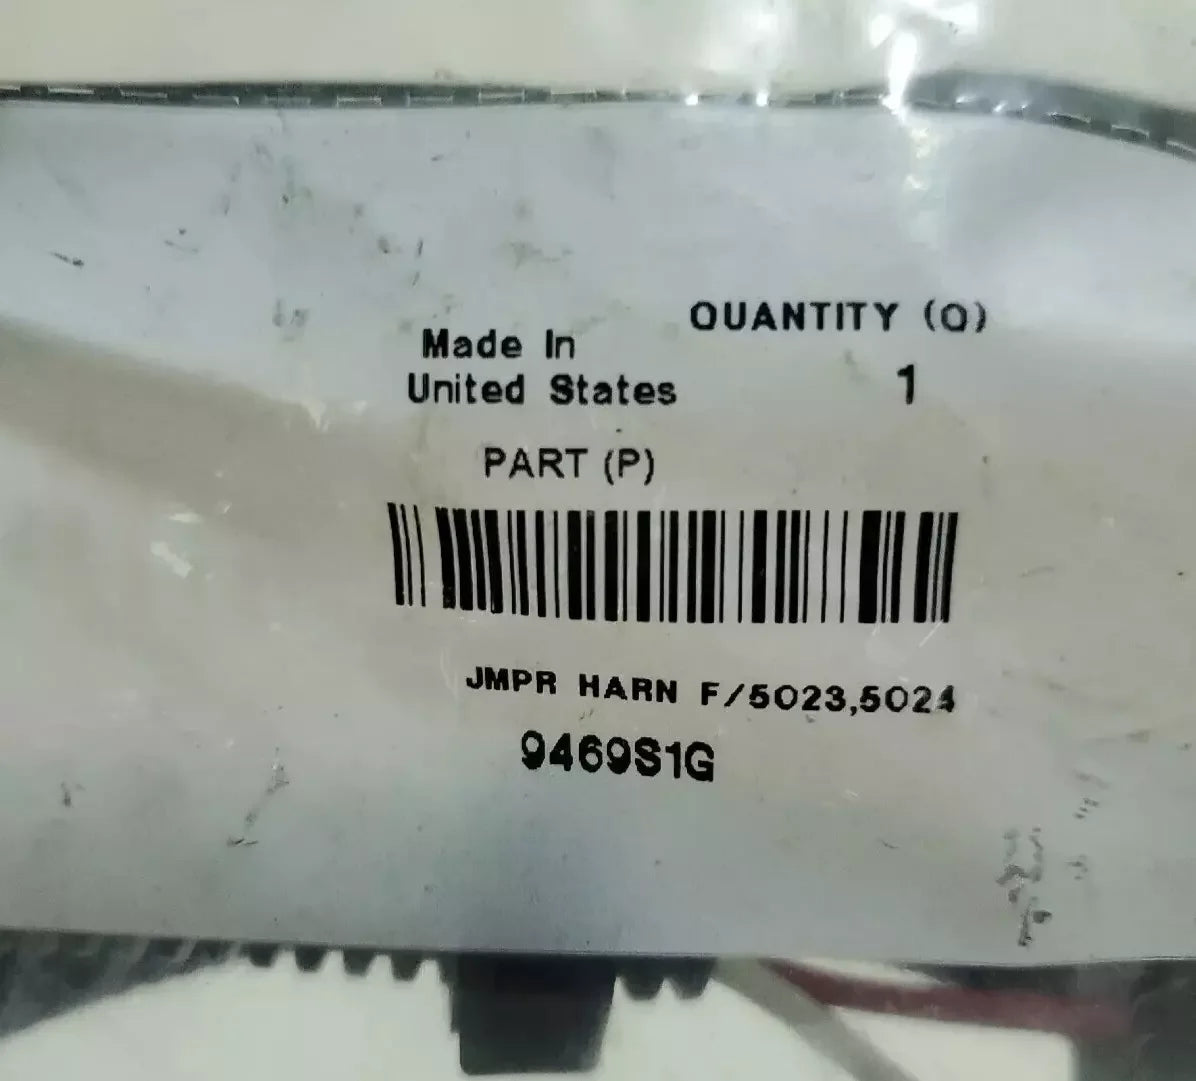 QUANTITY (Q)
Made In
United States
1
PART (P)
JMPR HARN F/5023,5024
9469S1G